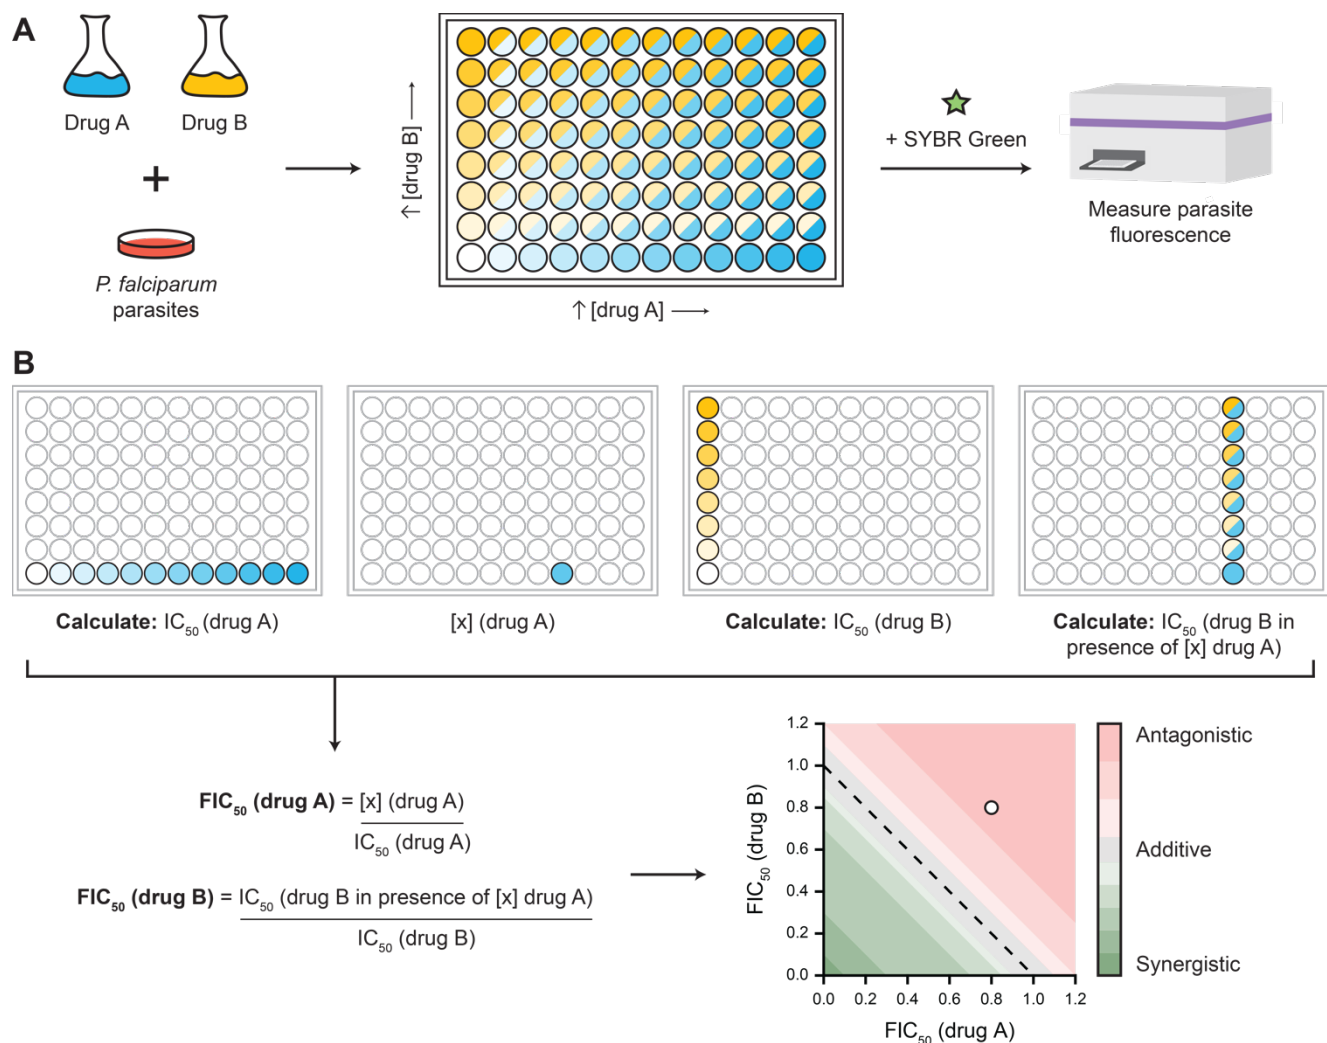 A
Drug A
Drug B
+
P. falciparum
parasites
↑ [drug B] →
↑ [drug A] →
+ SYBR Green
Measure parasite
fluorescence
B
Calculate: IC50 (drug A)
[x] (drug A)
Calculate: IC50 (drug B)
Calculate: IC50 (drug B in
presence of [x] drug A)
FIC50 (drug A) = [x] (drug A)
IC50 (drug A)
FIC50 (drug B) = IC50 (drug B in presence of [x] drug A)
IC50 (drug B)
FIC50 (drug B)
1.2
1.0
0.8
0.6
0.4
0.2
0.0
0.0 0.2 0.4 0.6 0.8 1.0 1.2
FIC50 (drug A)
Antagonistic
Additive
Synergistic